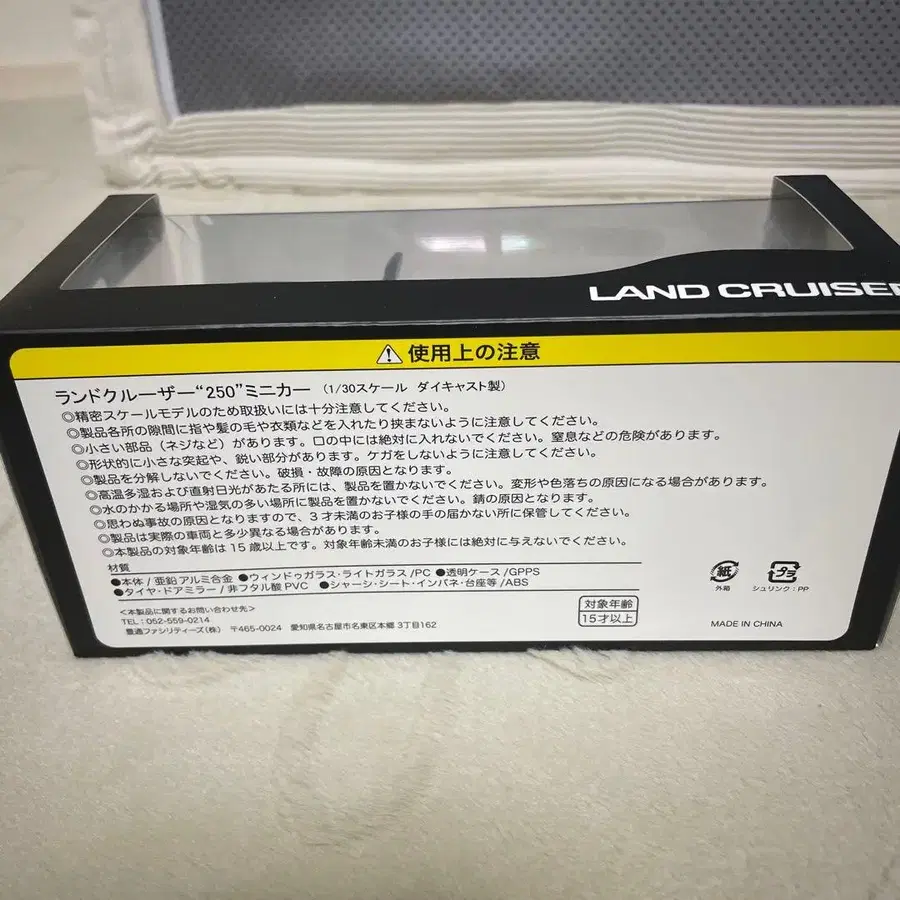 LAND CRUISER
⚠ 使用上の注意
ランドクルーザー“250”ミニカー (1/30スケール ダイキャスト製)
◎精密スケールモデルのため取扱いには十分注意してください。
◎製品各所の隙間に指や髪の毛や衣類などを入れたり挟まないように注意してください。
◎小さい部品(ネジなど)があります。口の中には絶対に入れないでください。窒息などの危険があります。
◎形状的に小さな突起や、鋭い部分があります。ケガをしないように注意してください。
◎製品を分解しないでください。破損・故障の原因となります。
◎高温多湿および直射日光があたる所には、製品を置かないでください。変形や色落ちの原因になる場合があります。
◎水のかかる場所や湿気の多い場所に製品を置かないでください。錆の原因となります。
◎思わぬ事故の原因となりますので、3才未満のお子様の手の届かない所に保管してください。
◎製品は実際の車両と多少異なる場合があります。
◎本製品の対象年齢は15歳以上です。対象年齢未満のお子様には絶対に与えないでください。
材質
●本体/亜鉛 アルミ合金 ●ウィンドゥガラス・ライトガラス/PC ●透明ケース/GPPS
●タイヤ・ドアミラー/非フタル酸PVC ●シャーシ・シート・インパネ・台座等/ABS
<本製品に関するお問い合わせ先>
TEL:052-559-0214
豊通ファシリティーズ(株) 〒465-0024 愛知県名古屋市名東区本郷3丁目162
対象年齢
15才以上
紙
外箱
プラ
シュリンク:PP
MADE IN CHINA